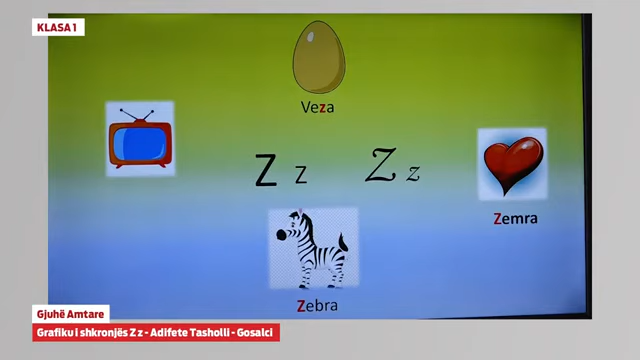 KLASA 1
Veza
Z z Z z
Zemra
Zebra
Gjuhë Amtare
Grafiku i shkronjës Z z - Adifete Tasholli - Gosalci